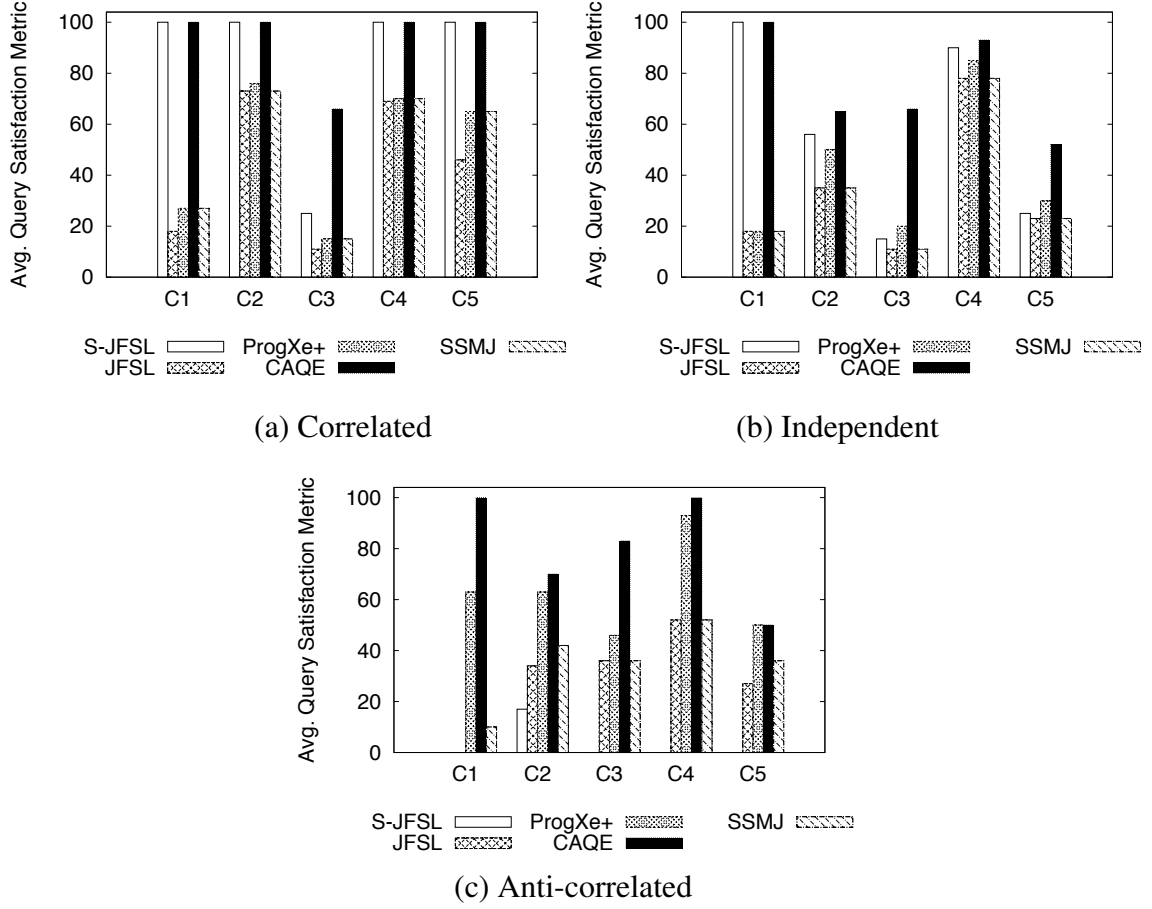 Avg. Query Satisfaction Metric
100
80
60
40
20
0
C1 C2 C3 C4 C5
S-JFSL ProgXe+ SSMJ
JFSL CAQE
(a) Correlated
Avg. Query Satisfaction Metric
100
80
60
40
20
0
C1 C2 C3 C4 C5
S-JFSL ProgXe+ SSMJ
JFSL CAQE
(b) Independent
Avg. Query Satisfaction Metric
100
80
60
40
20
0
C1 C2 C3 C4 C5
S-JFSL ProgXe+ SSMJ
JFSL CAQE
(c) Anti-correlated